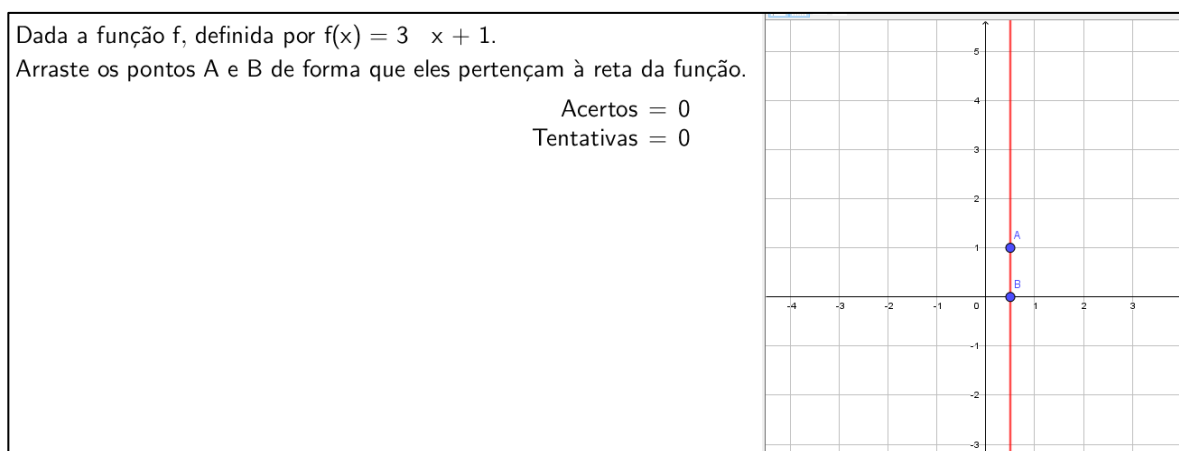 Dada a função f, definida por f(x) = 3 x + 1.
Arraste os pontos A e B de forma que eles pertençam à reta da função.
Acertos = 0
Tentativas = 0
5
4
3
2
A
1
B
-4 -3 -2 -1 0 1 2 3
-1
-2
-3